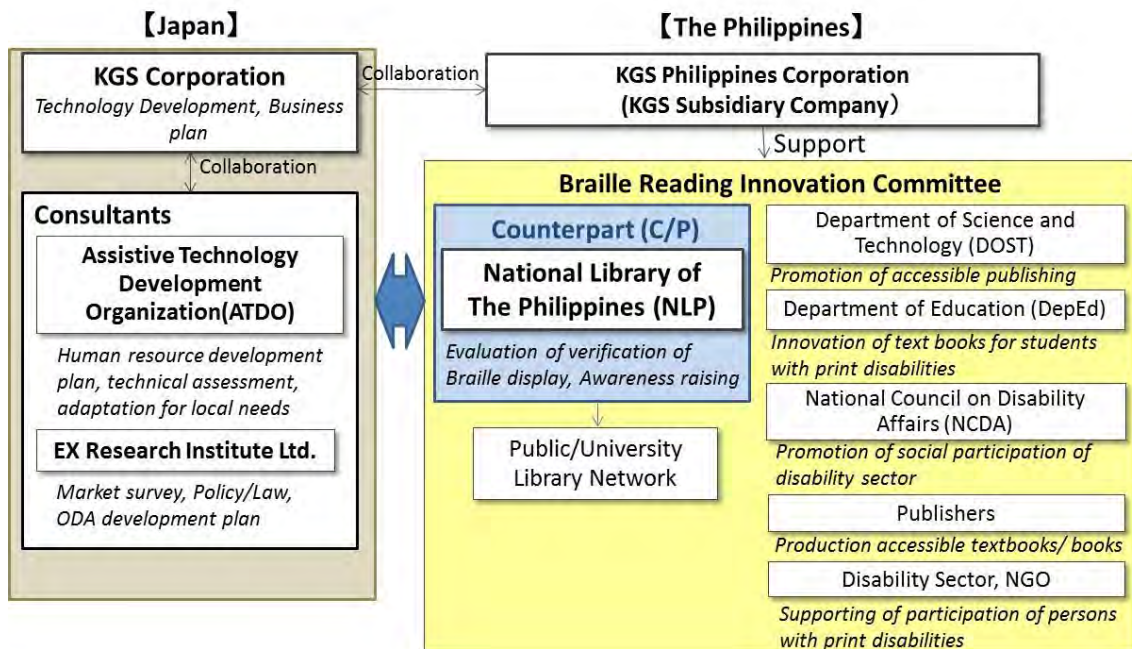 【Japan】
KGS Corporation
Technology Development, Business
plan
Collaboration
Consultants
Assistive Technology
Development
Organization(ATDO)
Human resource development
plan, technical assessment,
adaptation for local needs
EX Research Institute Ltd.
Market survey, Policy/Law,
ODA development plan
Collaboration
【The Philippines】
KGS Philippines Corporation
(KGS Subsidiary Company）
Support
Braille Reading Innovation Committee
Counterpart (C/P)
National Library of
The Philippines (NLP)
Evaluation of verification of
Braille display, Awareness raising
Public/University
Library Network
Department of Science and
Technology (DOST)
Promotion of accessible publishing
Department of Education (DepEd)
Innovation of text books for students
with print disabilities
National Council on Disability
Affairs (NCDA)
Promotion of social participation of
disability sector
Publishers
Production accessible textbooks/ books
Disability Sector, NGO
Supporting of participation of persons
with print disabilities